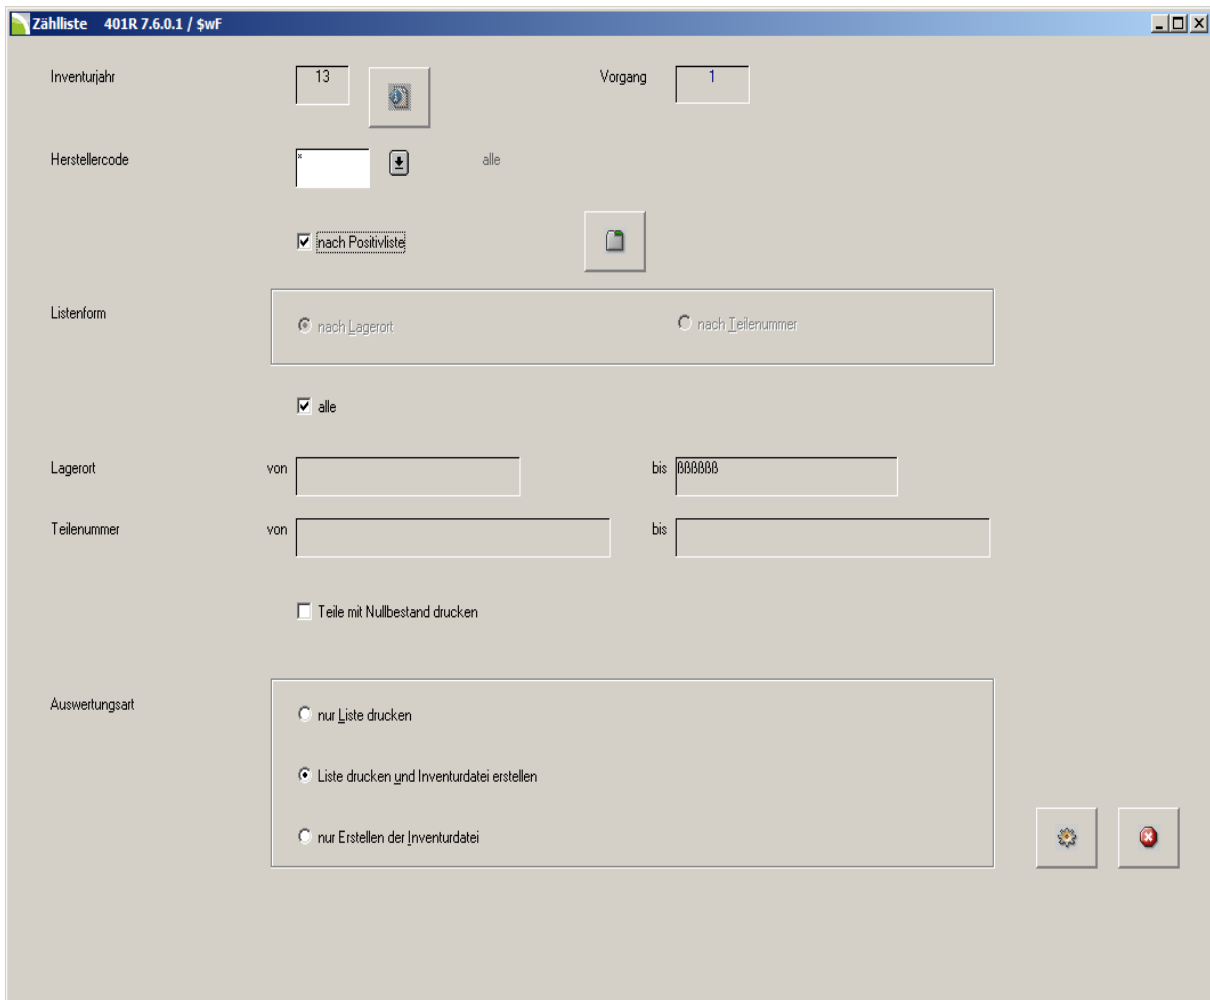 Zählliste 401R 7.6.0.1 / $wF
Inventurjahr 13 Vorgang 1
Herstellercode * alle
nach Positivliste
Listenform nach Lagerort nach Teilenummer
alle
Lagerort von bis ßßßßßß
Teilenummer von bis
Teile mit Nullbestand drucken
Auswertungsart
nur Liste drucken
Liste drucken und Inventurdatei erstellen
nur Erstellen der Inventurdatei